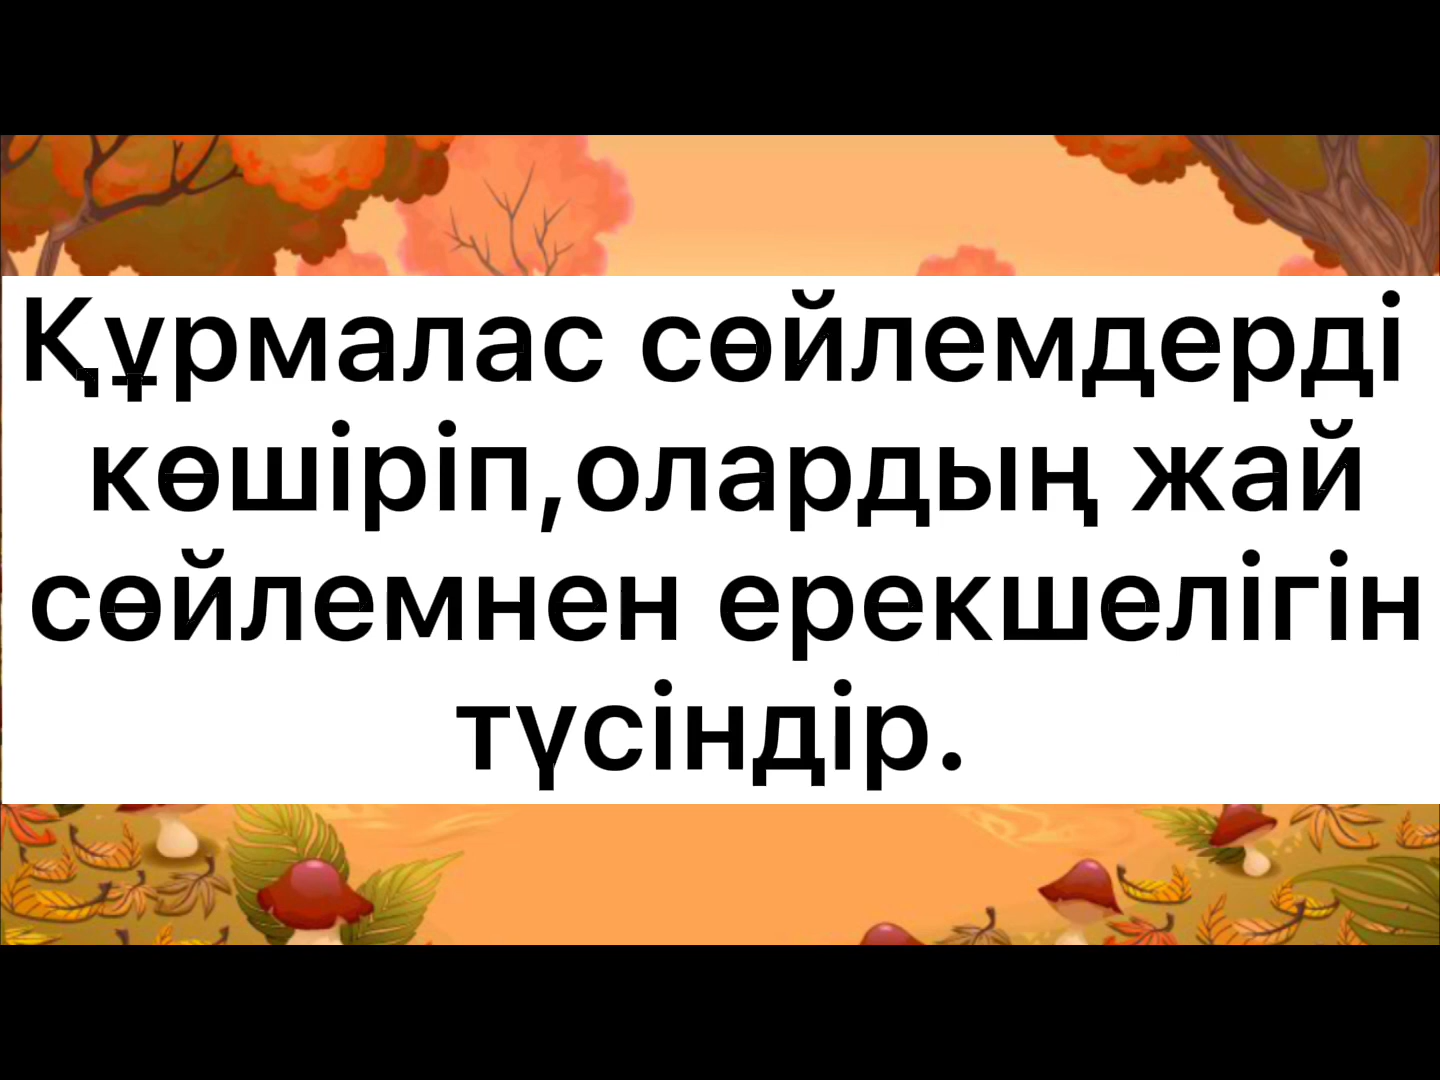 Құрмалас сөйлемдерді
көшіріп,олардың жай
сөйлемнен ерекшелігін
түсіндір.